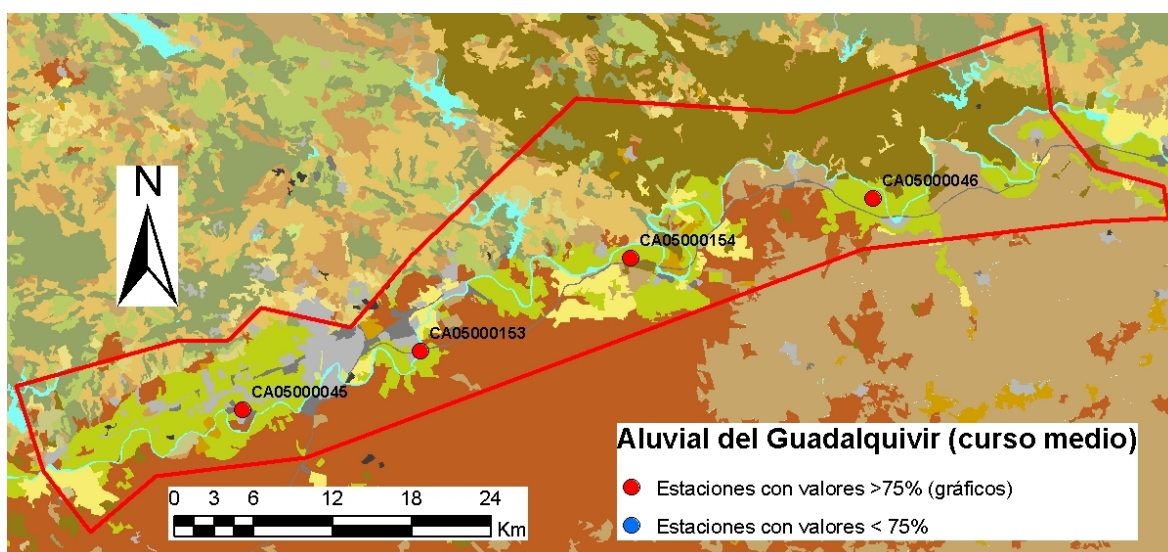 N
CA05000046
CA05000154
CA05000153
CA05000045
Aluvial del Guadalquivir (curso medio)
Estaciones con valores >75% (gráficos)
Estaciones con valores < 75%
0 3 6 12 18 24
Km